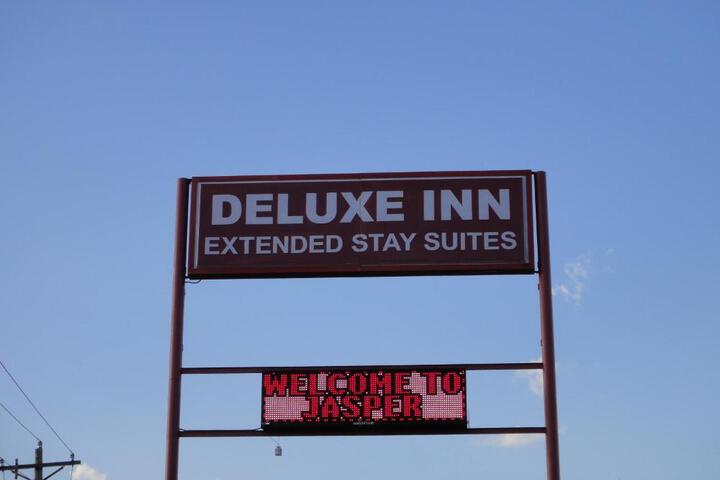 DELUXE INN
EXTENDED STAY SUITES
WELCOME TO
JASPER